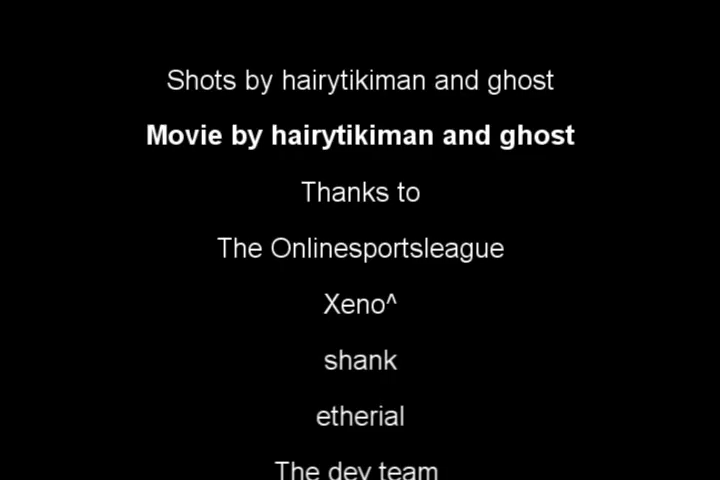 Shots by hairytikiman and ghost
Movie by hairytikiman and ghost
Thanks to
The Onlinesportsleague
Xeno^
shank
etherial
The dev team